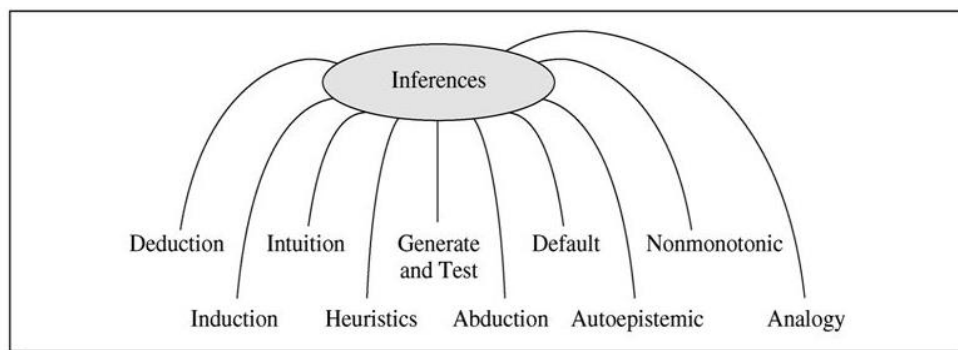 Inferences
Deduction
Intuition
Generate
and Test
Default
Nonmonotonic
Induction
Heuristics
Abduction
Autoepistemic
Analogy